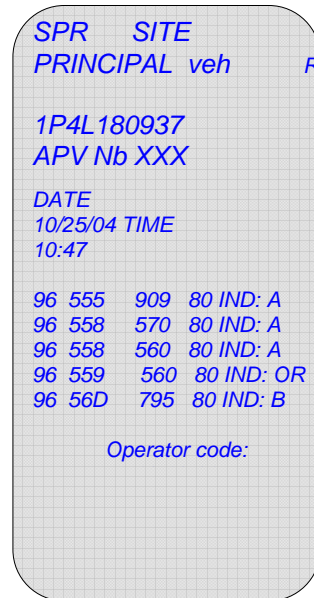 SPR SITE
PRINCIPAL veh R
1P4L180937
APV Nb XXX
DATE
10/25/04 TIME
10:47
96 555 909 80 IND: A
96 558 570 80 IND: A
96 558 560 80 IND: A
96 559 560 80 IND: OR
96 56D 795 80 IND: B
Operator code: